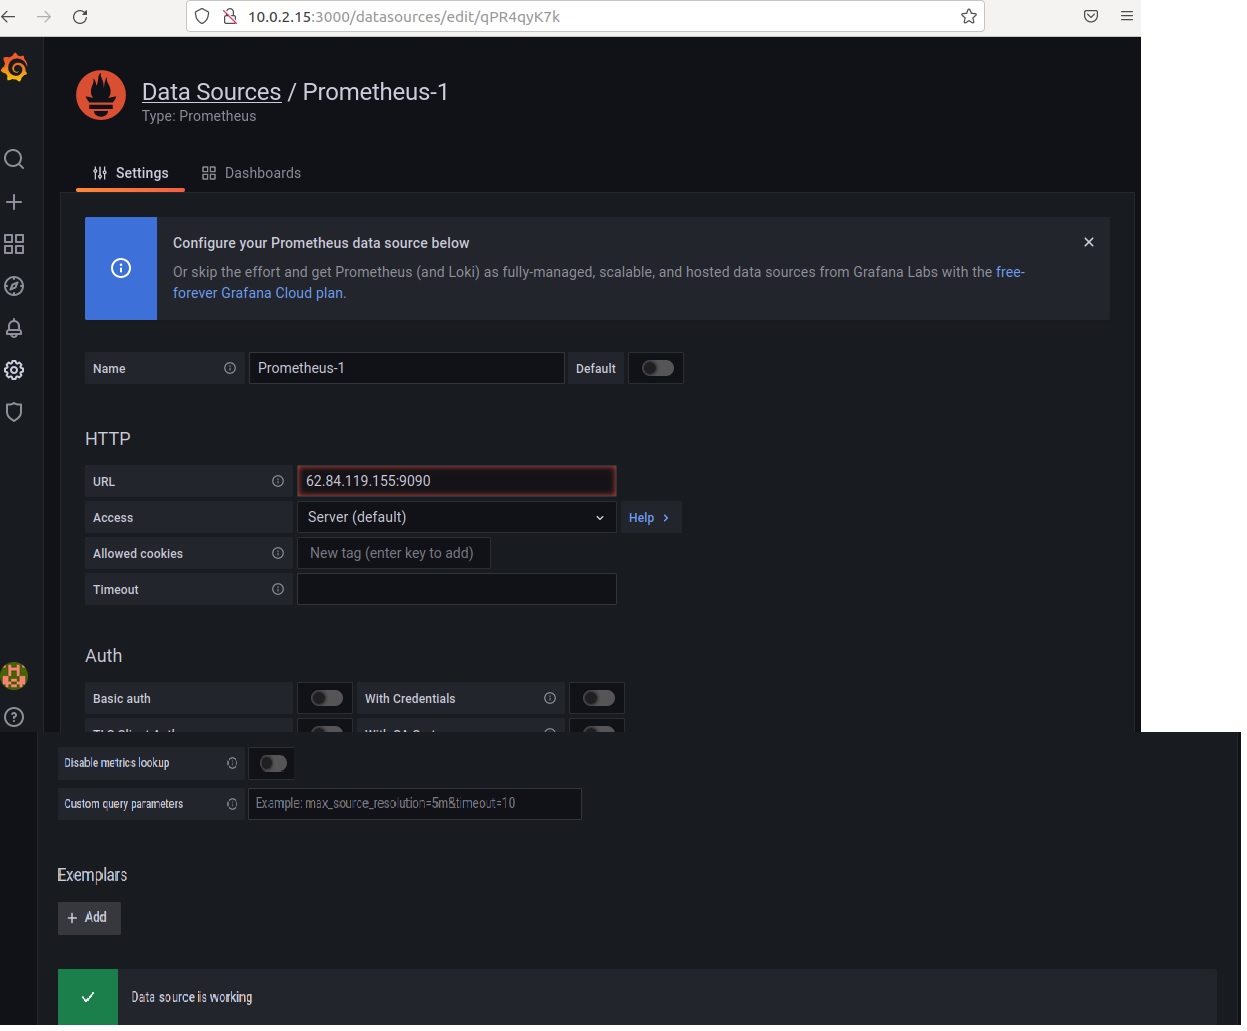 10.0.2.15:3000/datasources/edit/qPR4qyK7k
Data Sources / Prometheus-1
Type: Prometheus
Settings
Dashboards
Configure your Prometheus data source below
Or skip the effort and get Prometheus (and Loki) as fully-managed, scalable, and hosted data sources from Grafana Labs with the free-
forever Grafana Cloud plan.
Name
Prometheus-1
Default
HTTP
URL
62.84.119.155:9090
Access
Server (default)
Help
Allowed cookies
New tag (enter key to add)
Timeout
Auth
Basic auth
With Credentials
Disable metrics lookup
Custom query parameters
Example: max_source_resolution=5m&timeout=10
Exemplars
+ Add
Data source is working